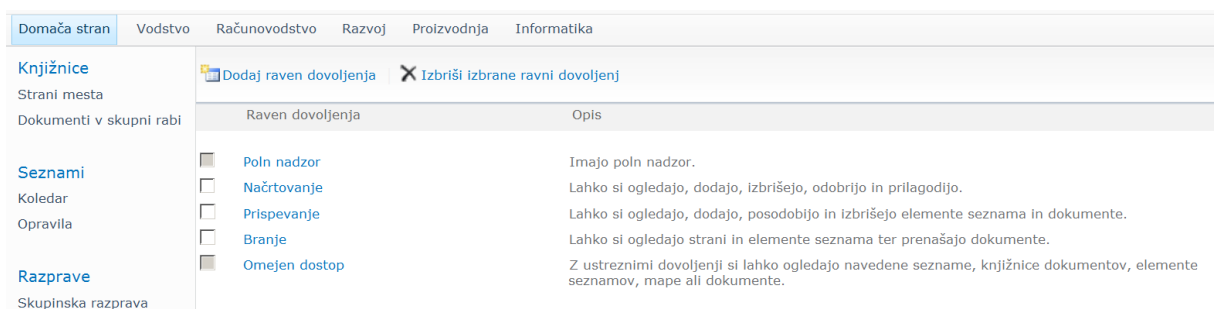 Domača stran Vodstvo Računovodstvo Razvoj Proizvodnja Informatika
Knjižnice
Strani mesta
Dokumenti v skupni rabi
Seznami
Koledar
Opravila
Razprave
Skupinska razprava
Dodaj raven dovoljenja Izbriši izbrane ravni dovoljenj
Raven dovoljenja Opis
Poln nadzor Imajo poln nadzor.
Načrtovanje Lahko si ogledajo, dodajo, izbrišejo, odobrijo in prilagodijo.
Prispevanje Lahko si ogledajo, dodajo, posodobijo in izbrišejo elemente seznama in dokumente.
Branje Lahko si ogledajo strani in elemente seznama ter prenašajo dokumente.
Omejen dostop Z ustreznimi dovoljenji si lahko ogledajo navedene sezname, knjižnice dokumentov, elemente
seznamov, mape ali dokumente.